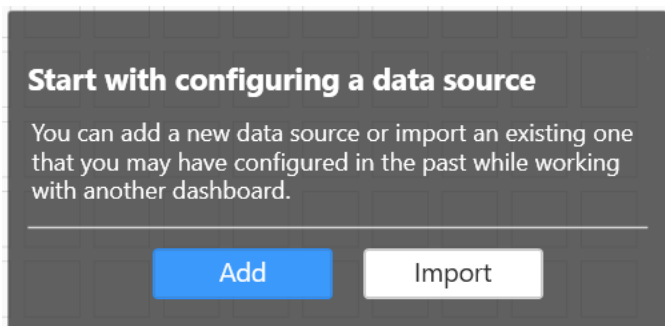 Start with configuring a data source
You can add a new data source or import an existing one
that you may have configured in the past while working
with another dashboard.
Add
Import